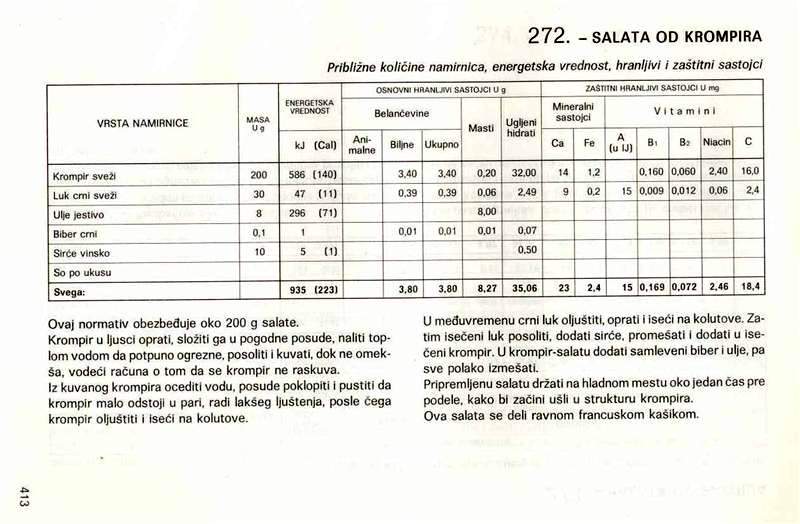 272. – SALATA OD KROMPIRA
Približne količine namirnica, energetska vrednost, hranljivi i zaštitni sastojci
VRSTA NAMIRNICE MASA U g ENERGETSKA VREDNOST OSNOVNI HRANLJIVI SASTOJCI U g ZAŠTITNI HRANLJIVI SASTOJCI U mg
Belančevine Masti Ugljeni hidrati Mineralni sastojci Vitamini
kJ (Cal) Ani-malne Biljne Ukupno Ca Fe A (u IJ) B1 B2 Niacin C
Krompir sveži 200 586 (140) 3,40 3,40 0,20 32,00 14 1,2 0,160 0,060 2,40 16,0
Luk crni sveži 30 47 (11) 0,39 0,39 0,06 2,49 9 0,2 15 0,009 0,012 0,06 2,4
Ulje jestivo 8 296 (71) 8,00
Biber crni 0,1 1 0,01 0,01 0,01 0,07
Sirće vinsko 10 5 (1) 0,50
So po ukusu
Svega: 935 (223) 3,80 3,80 8,27 35,06 23 2,4 15 0,169 0,072 2,46 18,4
Ovaj normativ obezbeđuje oko 200 g salate.
Krompir u ljusci oprati, složiti ga u pogodne posude, naliti top-
lom vodom da potpuno ogrezne, posoliti i kuvati, dok ne omek-
ša, vodeći računa o tom da se krompir ne raskuva.
Iz kuvanog krompira ocediti vodu, posude poklopiti i pustiti da
krompir malo odstoji u pari, radi lakšeg ljuštenja, posle čega
krompir oljuštiti i iseći na kolutove.
U međuvremenu crni luk oljuštiti, oprati i iseći na kolutove. Za-
tim isečeni luk posoliti, dodati sirće, promešati i dodati u ise-
čeni krompir. U krompir-salatu dodati samleveni biber i ulje, pa
sve polako izmešati.
Pripremljenu salatu držati na hladnom mestu oko jedan čas pre
podele, kako bi začini ušli u strukturu krompira.
Ova salata se deli ravnom francuskom kašikom.
413